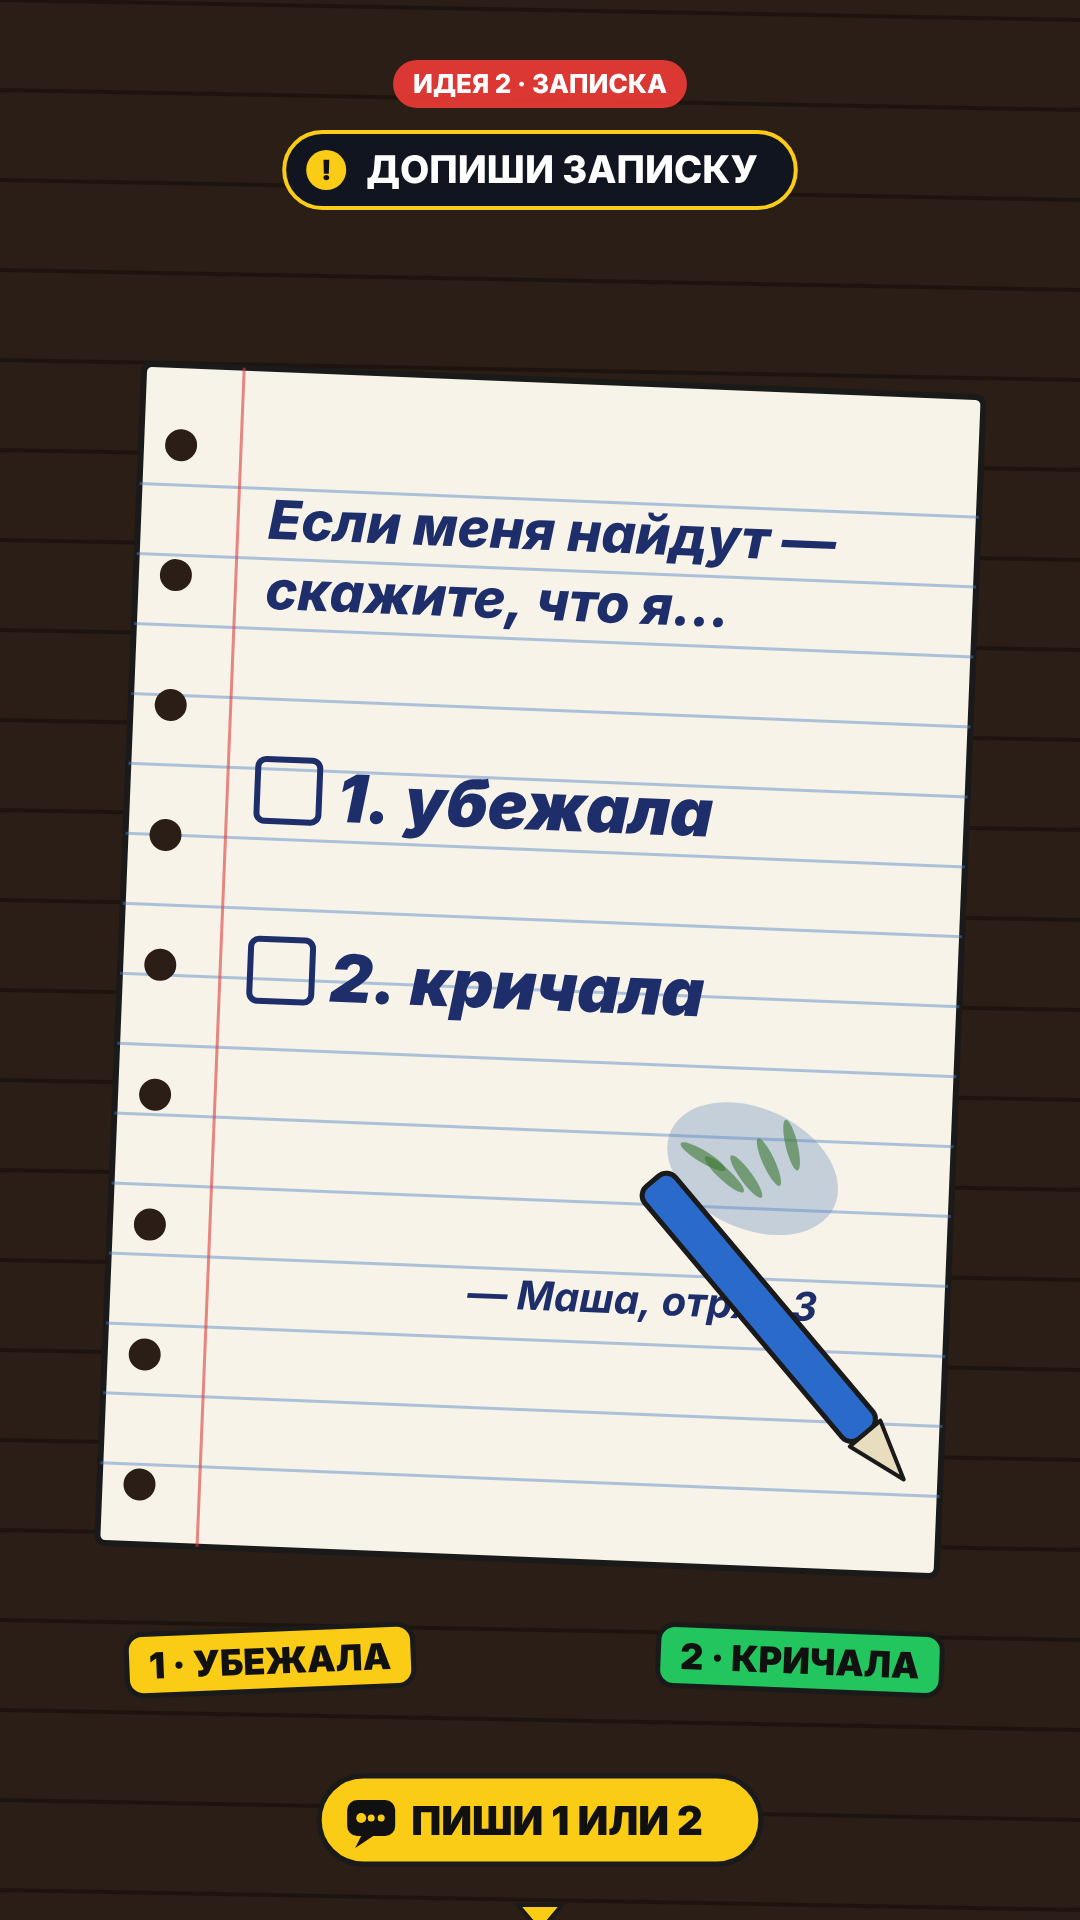 ИДЕЯ 2 · ЗАПИСКА
! ДОПИШИ ЗАПИСКУ
Если меня найдут —
скажите, что я...
1. убежала
2. кричала
— Маша, 3
1 · УБЕЖАЛА
2 · КРИЧАЛА
ПИШИ 1 ИЛИ 2